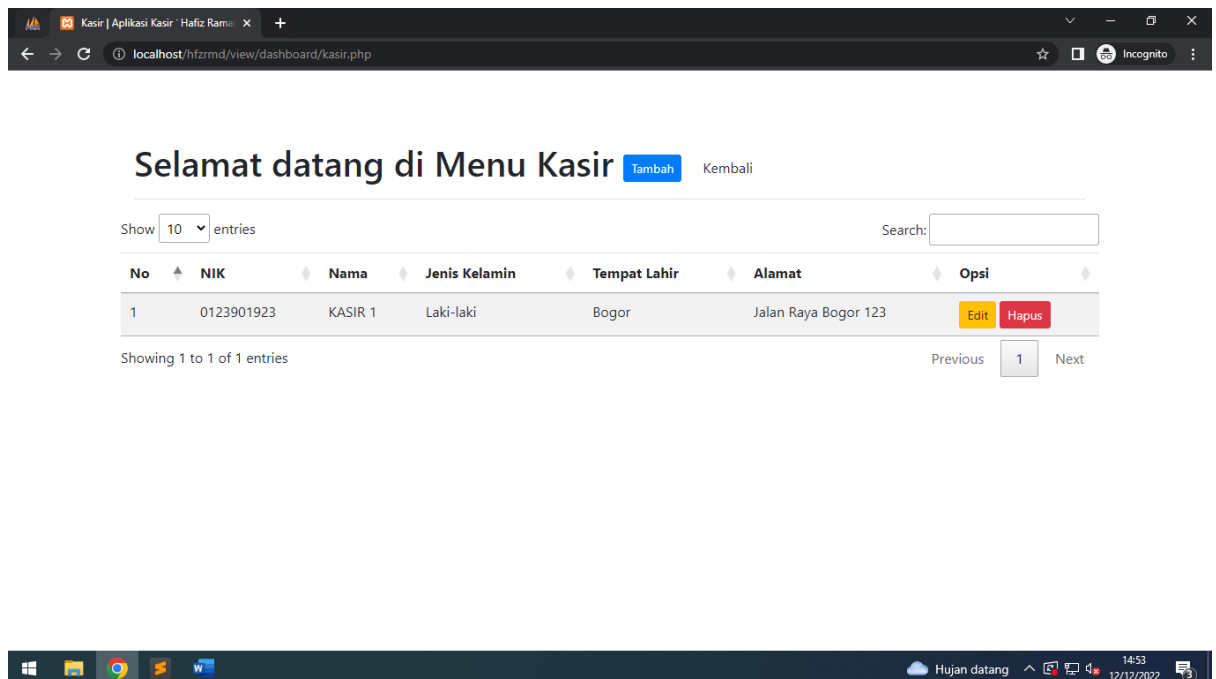 Kasir | Aplikasi Kasir ` Hafiz Rama
localhost/hfzrmd/view/dashboard/kasir.php
Incognito
Selamat datang di Menu Kasir Tambah Kembali
Show 10 entries Search:
No NIK Nama Jenis Kelamin Tempat Lahir Alamat Opsi
1 0123901923 KASIR 1 Laki-laki Bogor Jalan Raya Bogor 123 Edit Hapus
Showing 1 to 1 of 1 entries Previous 1 Next
Hujan datang 14:53
12/12/2022 3